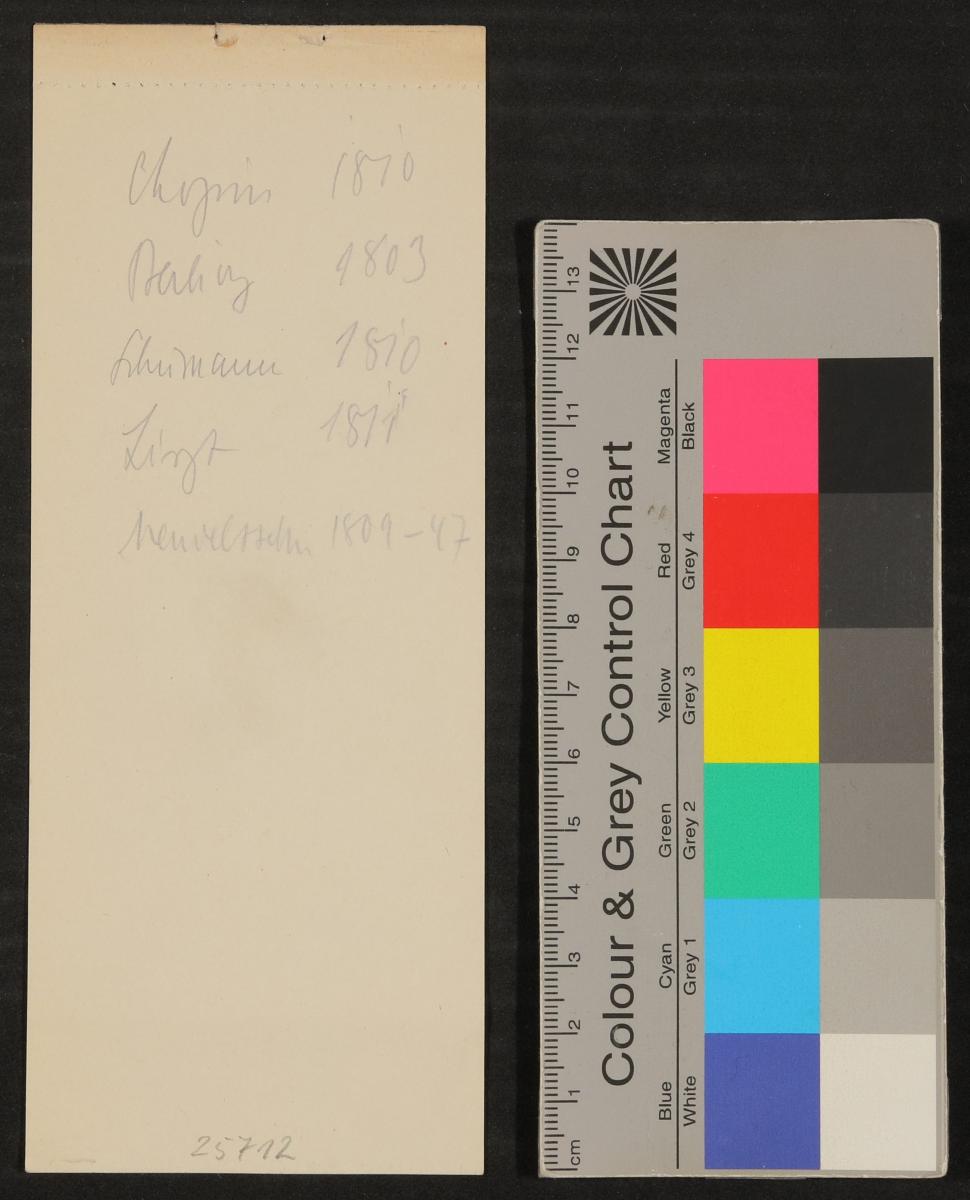 Chopin 1810
Berlioz 1803
Schumann 1810
Liszt 1811
Mendelssohn 1809-47
25712
Colour & Grey Control Chart
Blue Cyan Green Yellow Red Magenta
White Grey 1 Grey 2 Grey 3 Grey 4 Black
cm 1 2 3 4 5 6 7 8 9 10 11 12 13